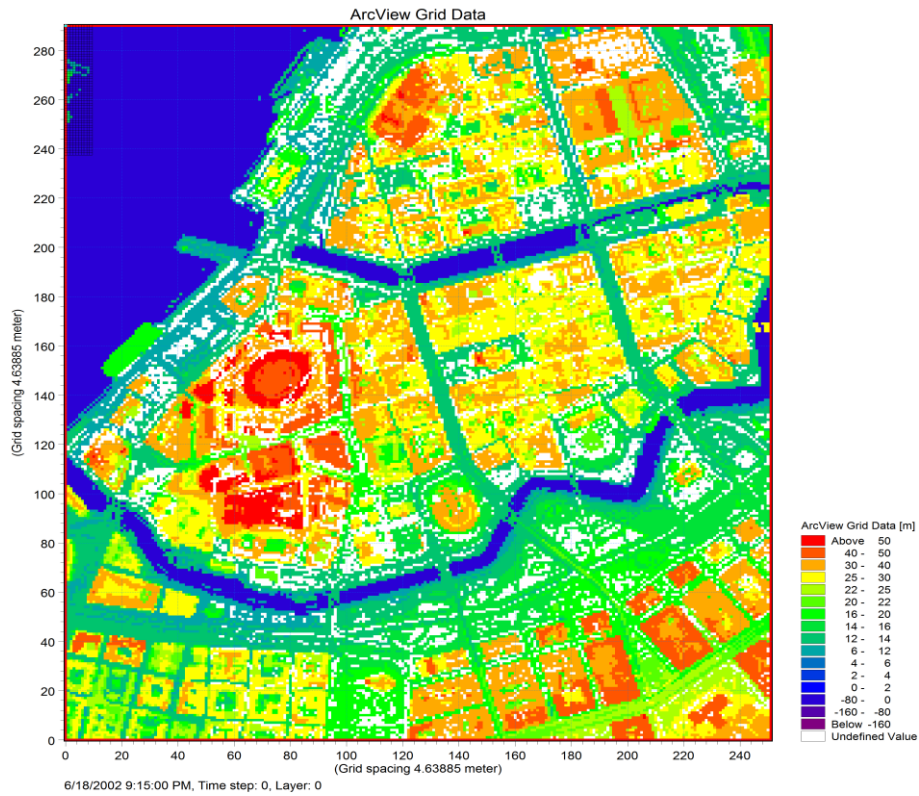 ArcView Grid Data
280
260
240
220
200
180
160
140
120
100
80
60
40
20
0
(Grid spacing 4.63885 meter)
0 20 40 60 80 100 120 140 160 180 200 220 240
(Grid spacing 4.63885 meter)
6/18/2002 9:15:00 PM, Time step: 0, Layer: 0
ArcView Grid Data [m]
Above 50
40 - 50
30 - 40
25 - 30
22 - 25
20 - 22
16 - 20
14 - 16
12 - 14
6 - 12
4 - 6
2 - 4
0 - 2
-80 - 0
-160 - -80
Below -160
Undefined Value